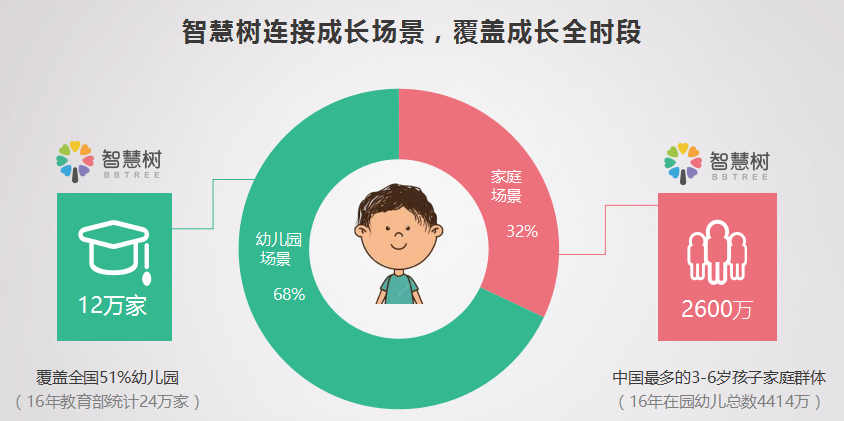 智慧树连接成长场景，覆盖成长全时段
智慧树
BBTREE
12万家
覆盖全国51%幼儿园
（16年教育部统计24万家）
幼儿园
场景
68%
家庭
场景
32%
智慧树
BBTREE
2600万
中国最多的3-6岁孩子家庭群体
（16年在园幼儿总数4414万）